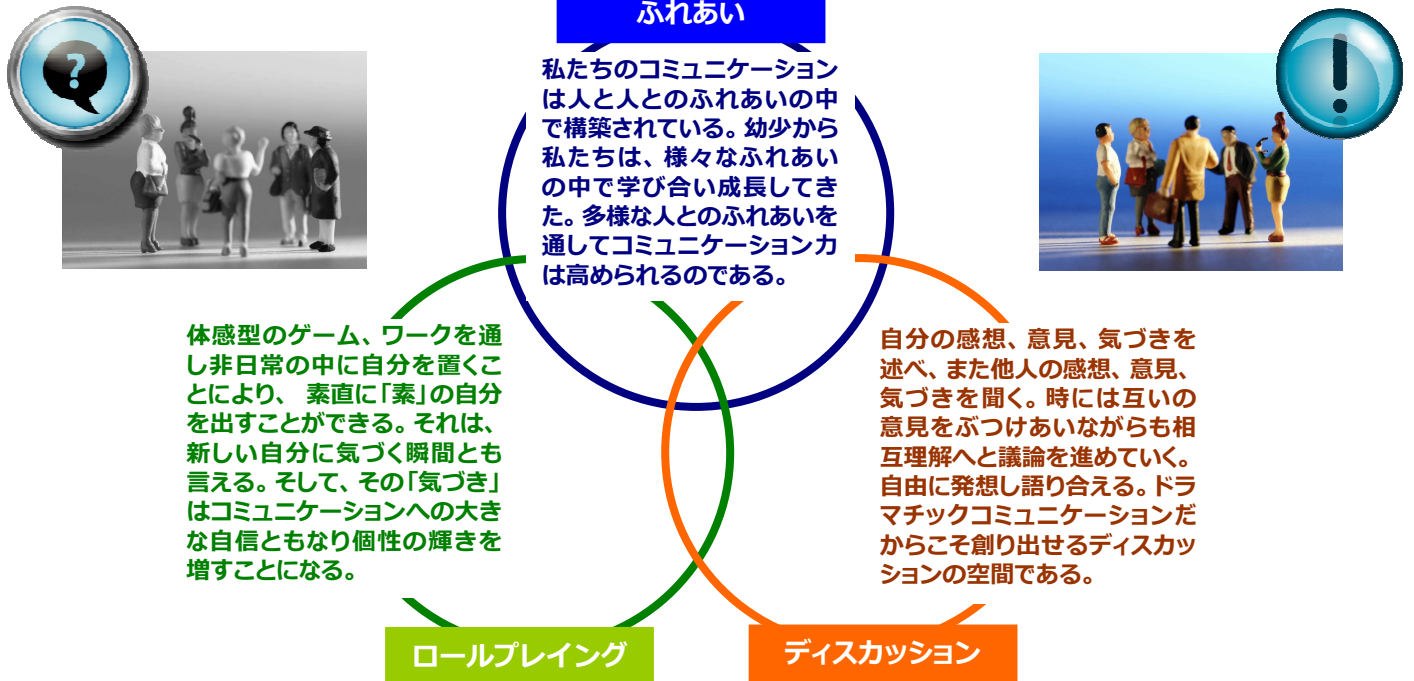 ふれあい
私たちのコミュニケーション
は人と人とのふれあいの中
で構築されている。幼少から
私たちは、様々なふれあい
の中で学び合い成長してき
た。多様な人とのふれあいを
通してコミュニケーション力
は高められるのである。
体感型のゲーム、ワークを通
し非日常の中に自分を置くこ
とにより、 素直に「素」の自分
を出すことができる。それは、
新しい自分に気づく瞬間とも
言える。そして、その「気づき」
はコミュニケーションへの大き
な自信ともなり個性の輝きを
増すことになる。
自分の感想、意見、気づきを
述べ、また他人の感想、意見、
気づきを聞く。時には互いの
意見をぶつけあいながらも相
互理解へと議論を進めていく。
自由に発想し語り合える。ドラ
マチックコミュニケーションだ
からこそ創り出せるディスカッ
ションの空間である。
ロールプレイング
ディスカッション
?
!